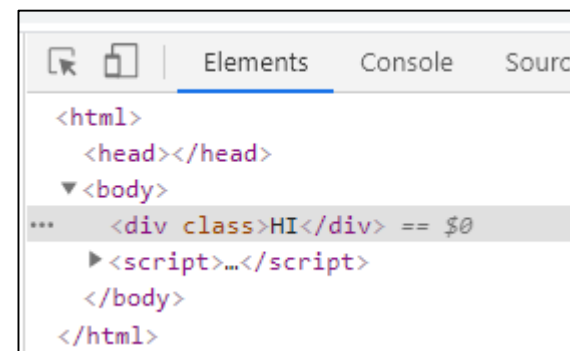 Elements Console Sourc
<html>
<head></head>
▼<body>
••• <div class>HI</div> == $0
▶<script>…</script>
</body>
</html>